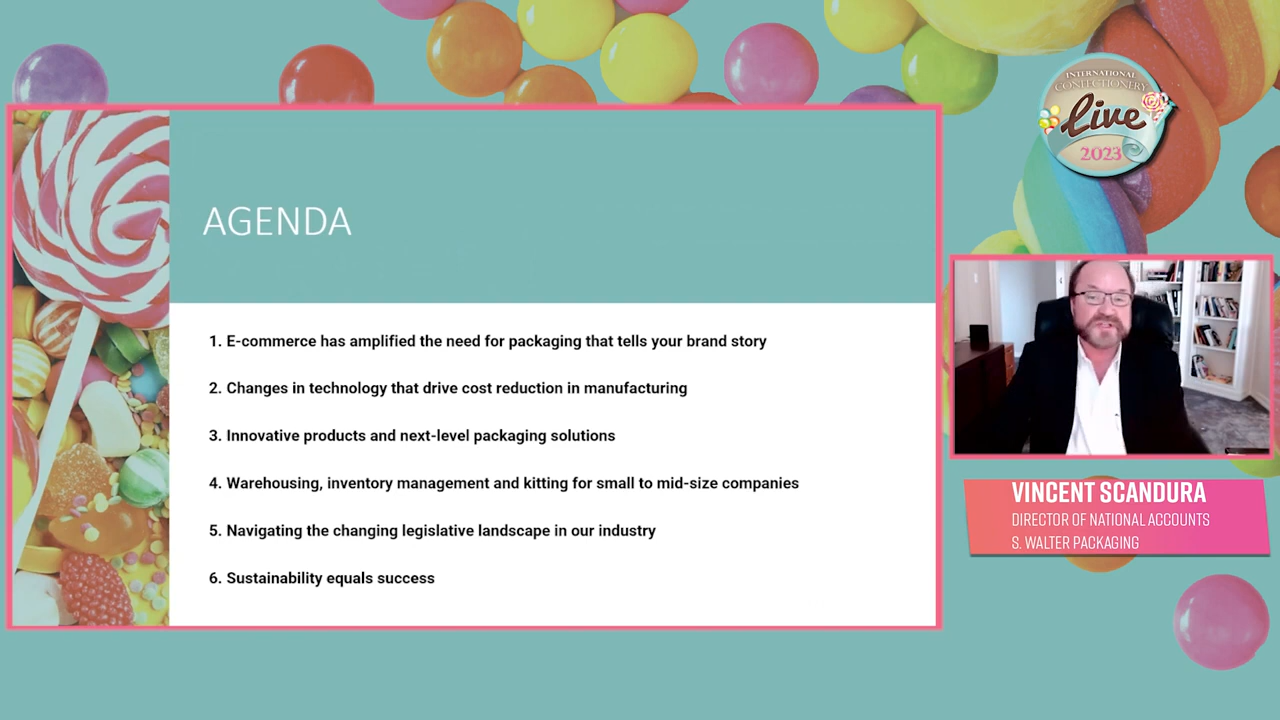 INTERNATIONAL
CONFECTIONERY
Live
2023
AGENDA
1. E-commerce has amplified the need for packaging that tells your brand story
2. Changes in technology that drive cost reduction in manufacturing
3. Innovative products and next-level packaging solutions
4. Warehousing, inventory management and kitting for small to mid-size companies
5. Navigating the changing legislative landscape in our industry
6. Sustainability equals success
VINCENT SCANDURA
DIRECTOR OF NATIONAL ACCOUNTS
S. WALTER PACKAGING